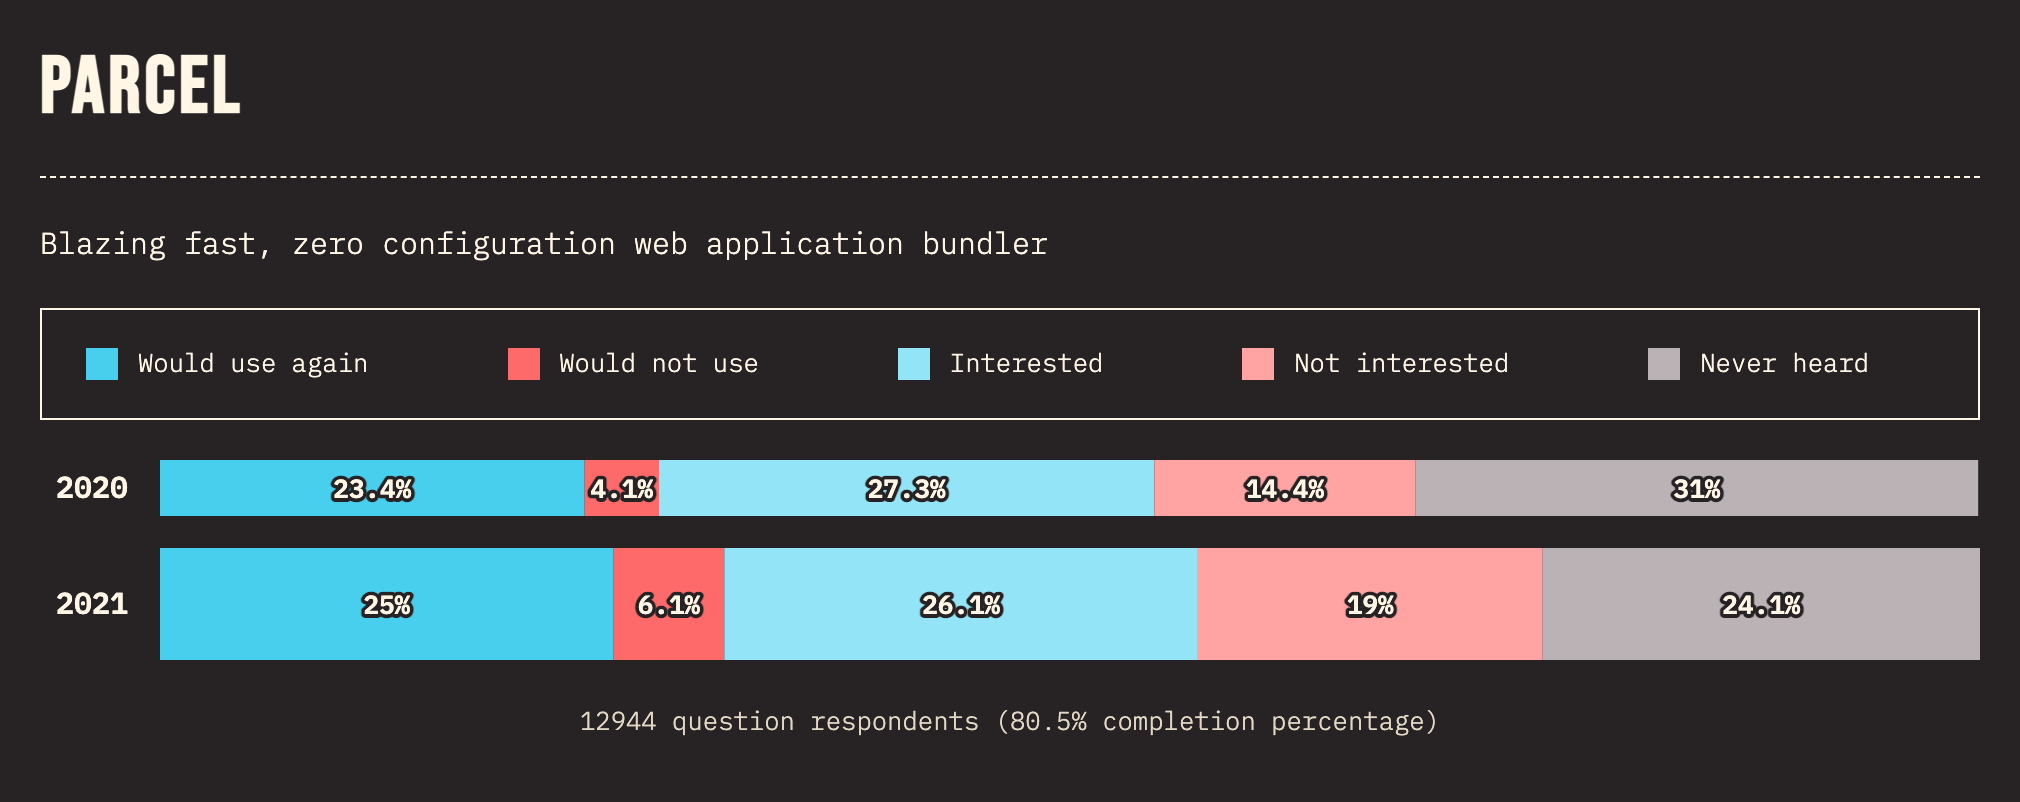 PARCEL
Blazing fast, zero configuration web application bundler
Would use again Would not use Interested Not interested Never heard
2020 23.4% 4.1% 27.3% 14.4% 31%
2021 25% 6.1% 26.1% 19% 24.1%
12944 question respondents (80.5% completion percentage)